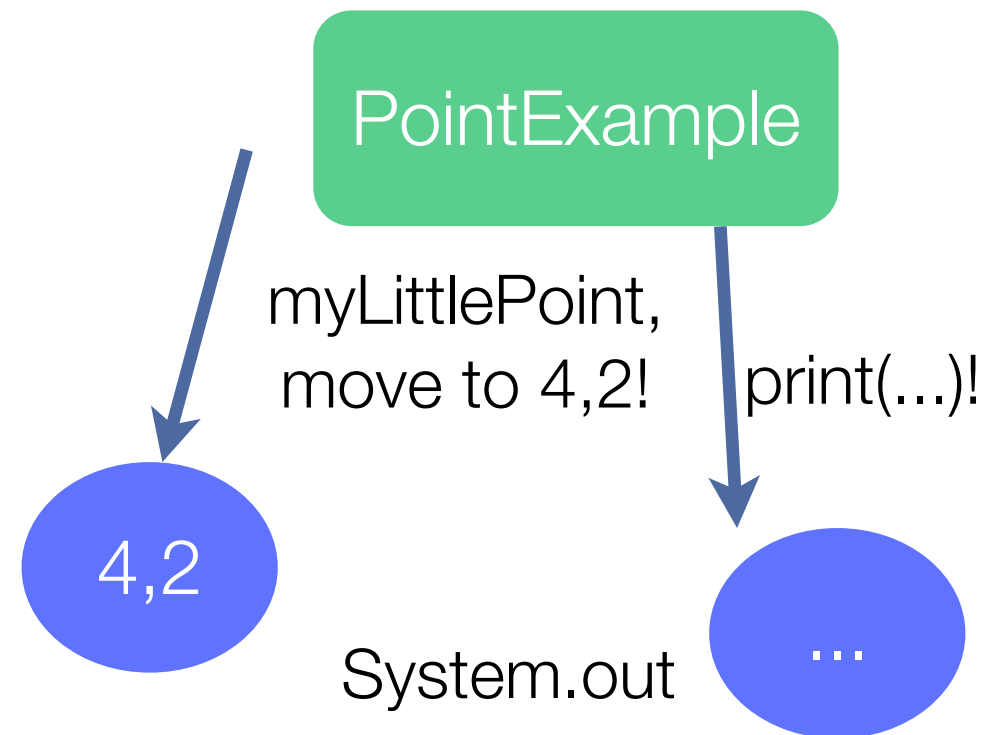 PointExample
myLittlePoint,
move to 4,2!
print(...)!
4,2
...
System.out